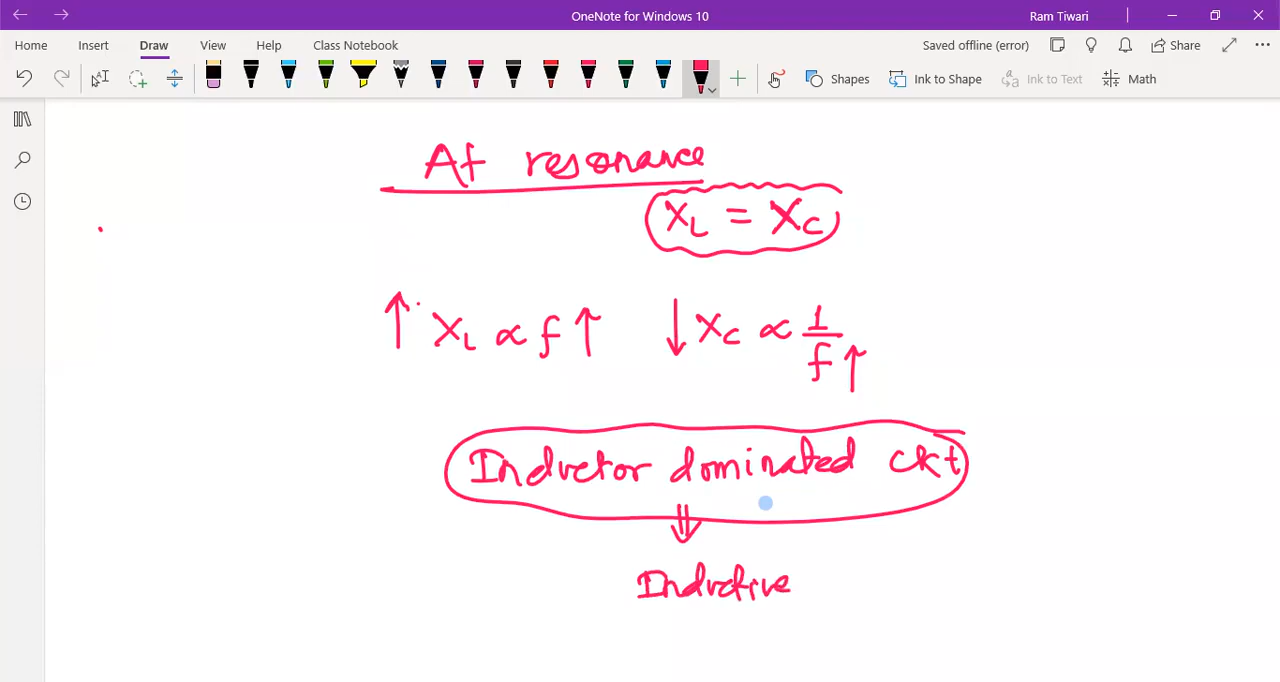 OneNote for Windows 10
Ram Tiwari
Home Insert Draw View Help Class Notebook
Saved offline (error) Share
Shapes Ink to Shape Ink to Text Math
At resonance
XL = XC
↑ XL ∝ f ↑ ↓ XC ∝ 1/f ↑
Inductor dominated ckt
⇓
Inductive